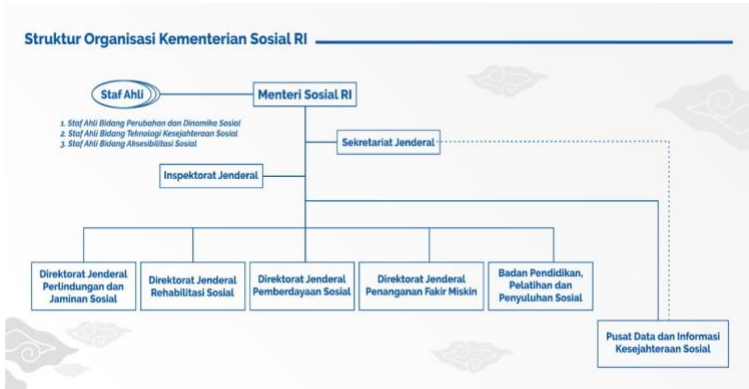 Struktur Organisasi Kementerian Sosial RI
Staf Ahli
Menteri Sosial RI
1. Staf Ahli Bidang Perubahan dan Dinamika Sosial
2. Staf Ahli Bidang Teknologi Kesejahteraan Sosial
3. Staf Ahli Bidang Aksesibilitas Sosial
Sekretariat Jenderal
Inspektorat Jenderal
Direktorat Jenderal
Perlindungan dan
Jaminan Sosial
Direktorat Jenderal
Rehabilitasi Sosial
Direktorat Jenderal
Pemberdayaan Sosial
Direktorat Jenderal
Penanganan Fakir Miskin
Badan Pendidikan,
Pelatihan dan
Penyuluhan Sosial
Pusat Data dan Informasi
Kesejahteraan Sosial